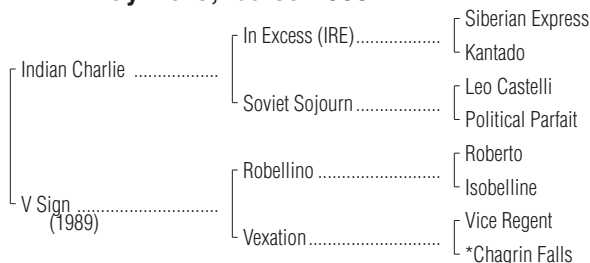 Siberian Express
In Excess (IRE)....................
Kantado
Indian Charlie ....................
Leo Castelli
Soviet Sojourn ....................
Political Parfait
Roberto
Robellino ............................
Isobelline
V Sign ..................................
(1989)
Vice Regent
Vexation...............................
*Chagrin Falls